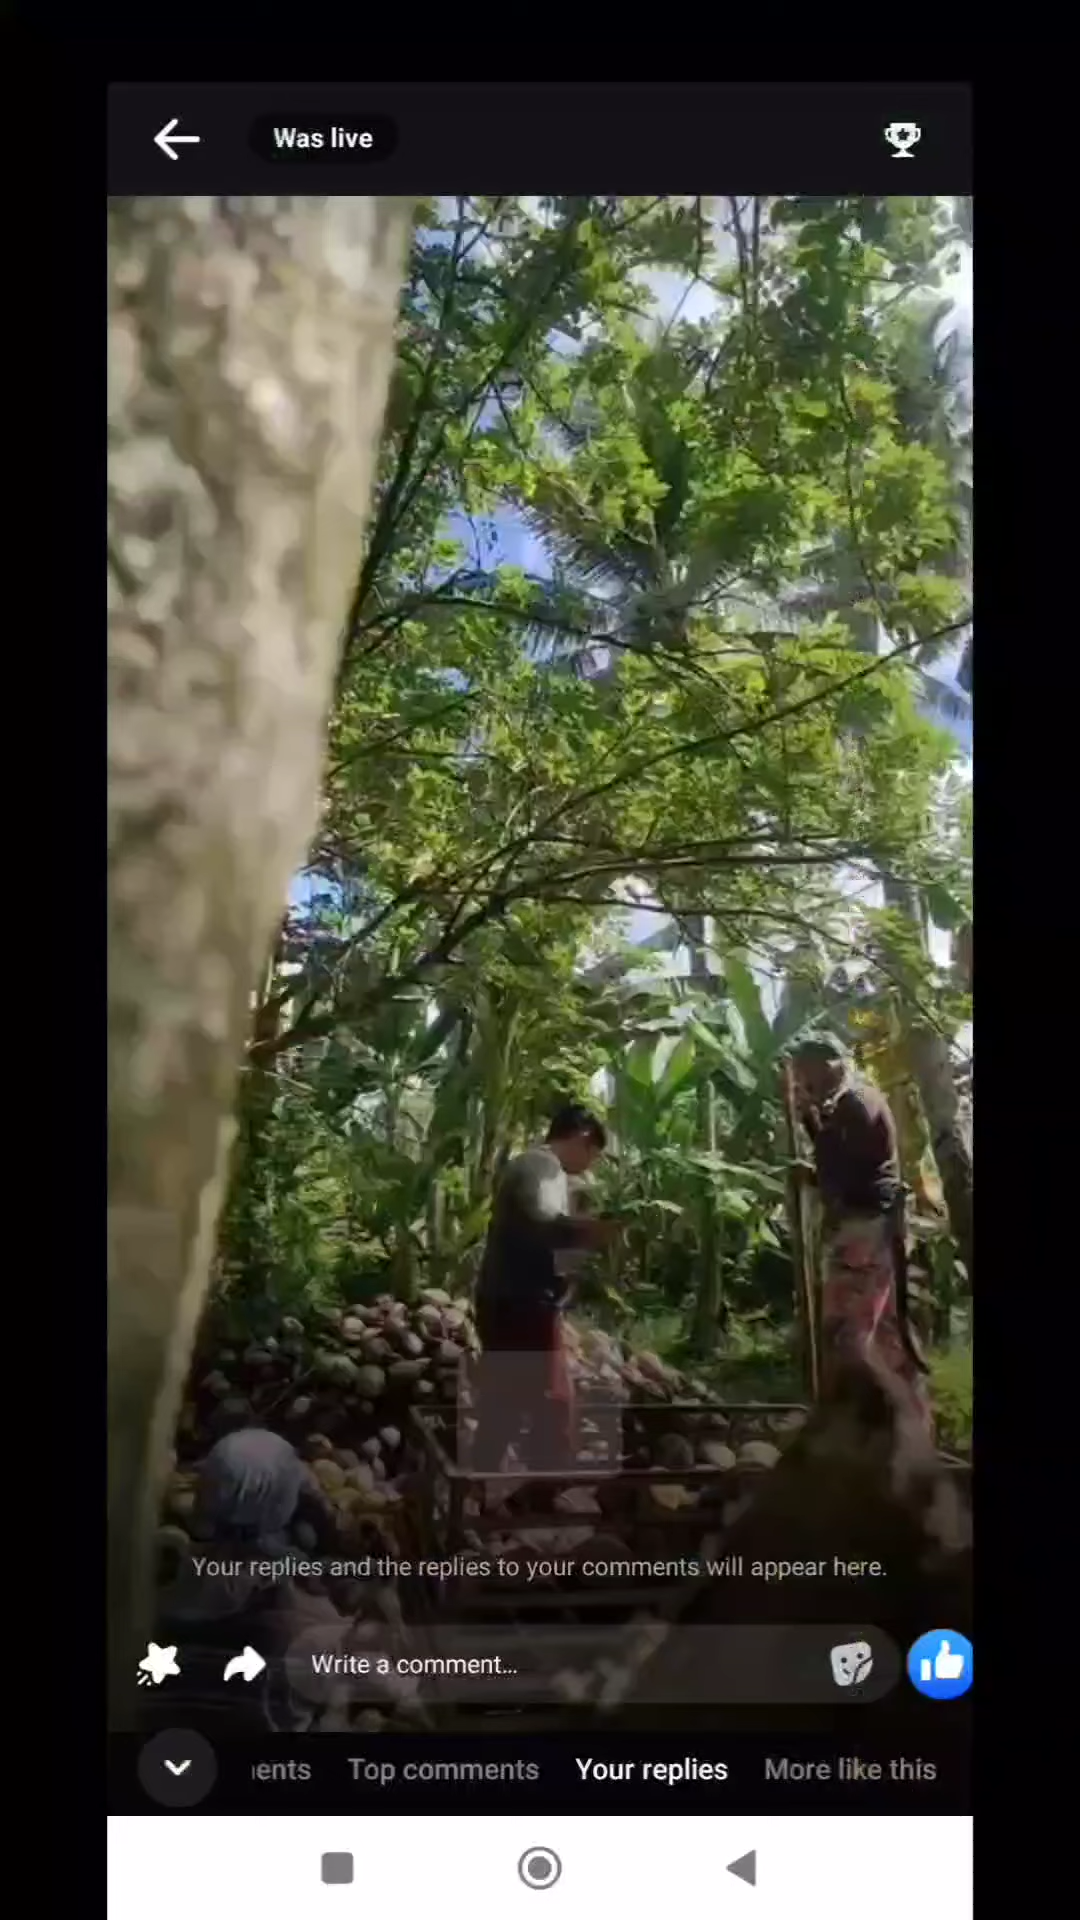 Was live
Your replies and the replies to your comments will appear here.
Write a comment...
Top comments Your replies More like this